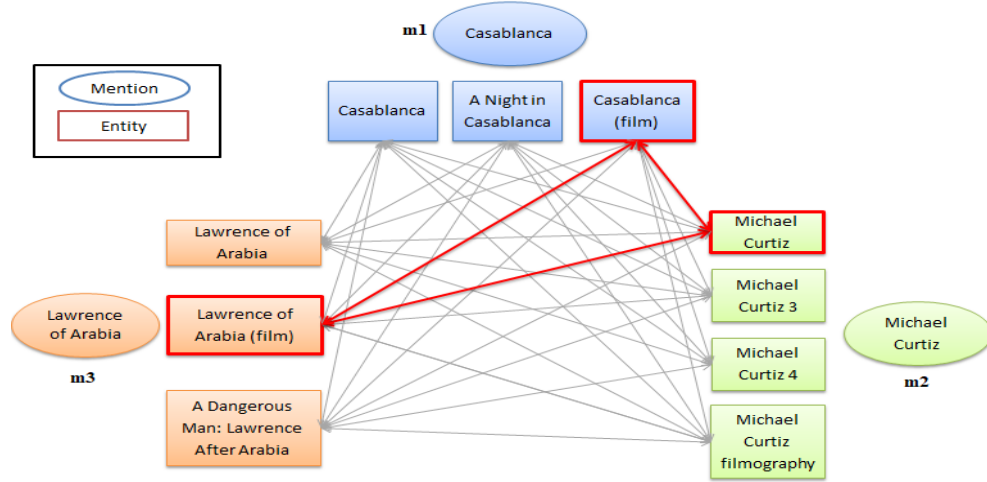 m1
Casablanca
Mention
Entity
Casablanca
A Night in
Casablanca
Casablanca
(film)
Lawrence of
Arabia
Michael
Curtiz
Lawrence
of Arabia
m3
Lawrence of
Arabia (film)
Michael
Curtiz 3
Michael
Curtiz
m2
Michael
Curtiz 4
A Dangerous
Man: Lawrence
After Arabia
Michael
Curtiz
filmography